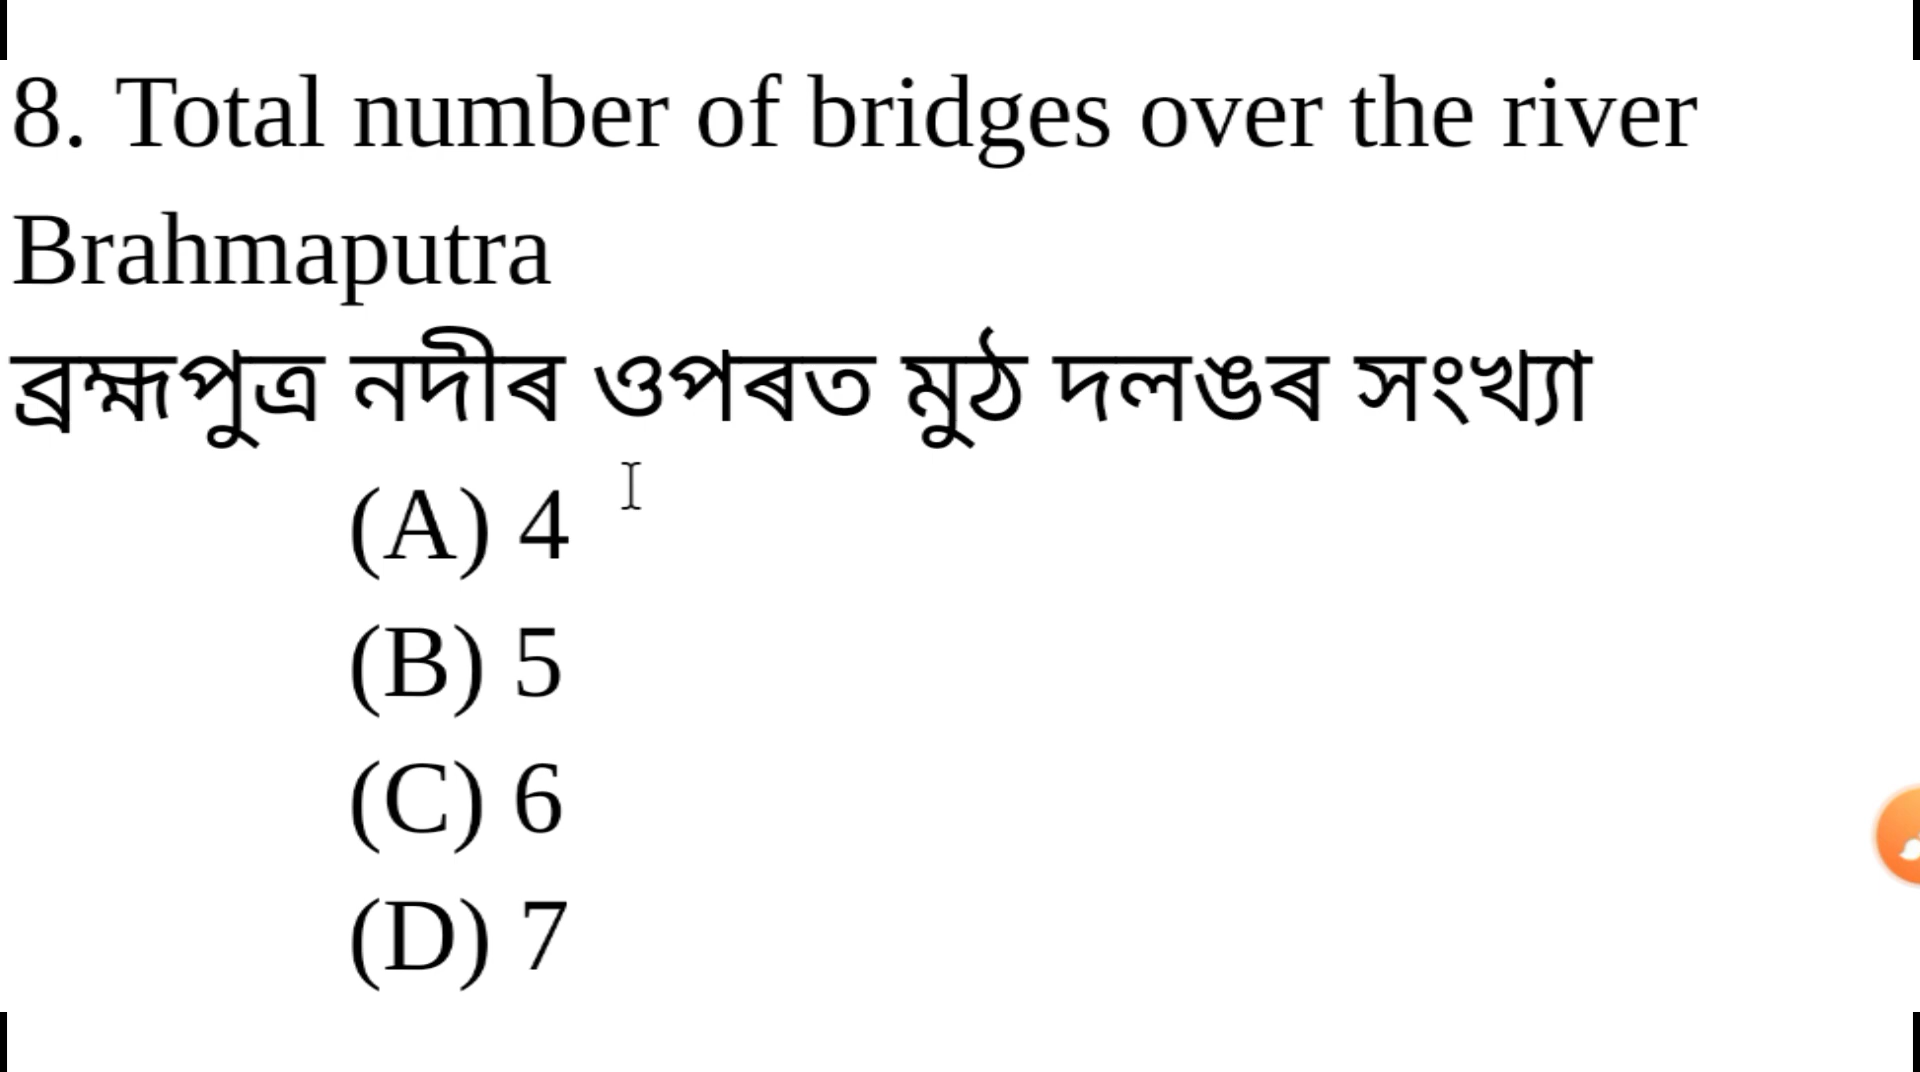 8. Total number of bridges over the river
Brahmaputra
ব্ৰহ্মপুত্ৰ নদীৰ ওপৰত মুঠ দলঙৰ সংখ্যা
(A) 4
(B) 5
(C) 6
(D) 7